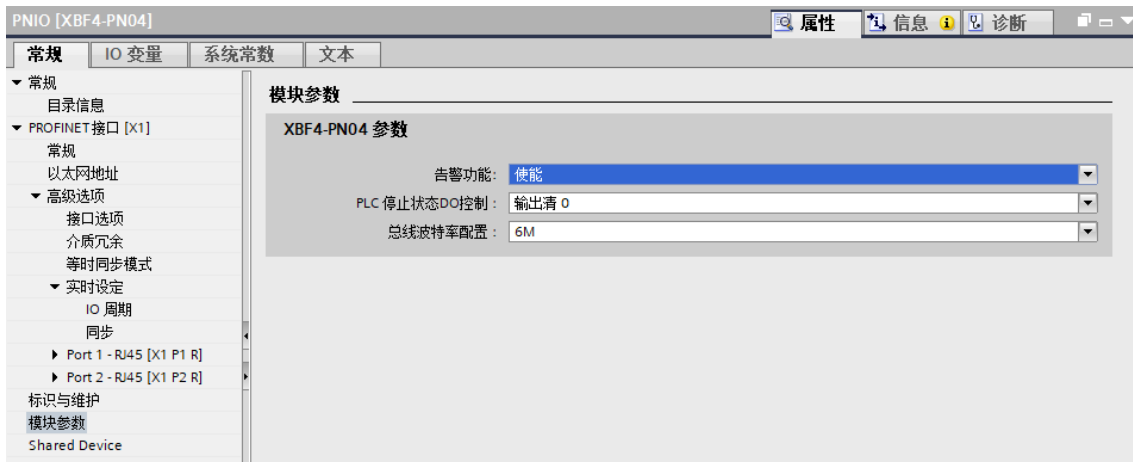 PNIO [XBF4-PN04]
属性 信息 诊断
常规 IO 变量 系统常数 文本
常规
目录信息
PROFINET接口 [X1]
常规
以太网地址
高级选项
接口选项
介质冗余
等时同步模式
实时设定
IO 周期
同步
Port 1 - RJ45 [X1 P1 R]
Port 2 - RJ45 [X1 P2 R]
标识与维护
模块参数
Shared Device
模块参数
XBF4-PN04 参数
告警功能: 使能
PLC 停止状态DO控制: 输出清 0
总线波特率配置: 6M